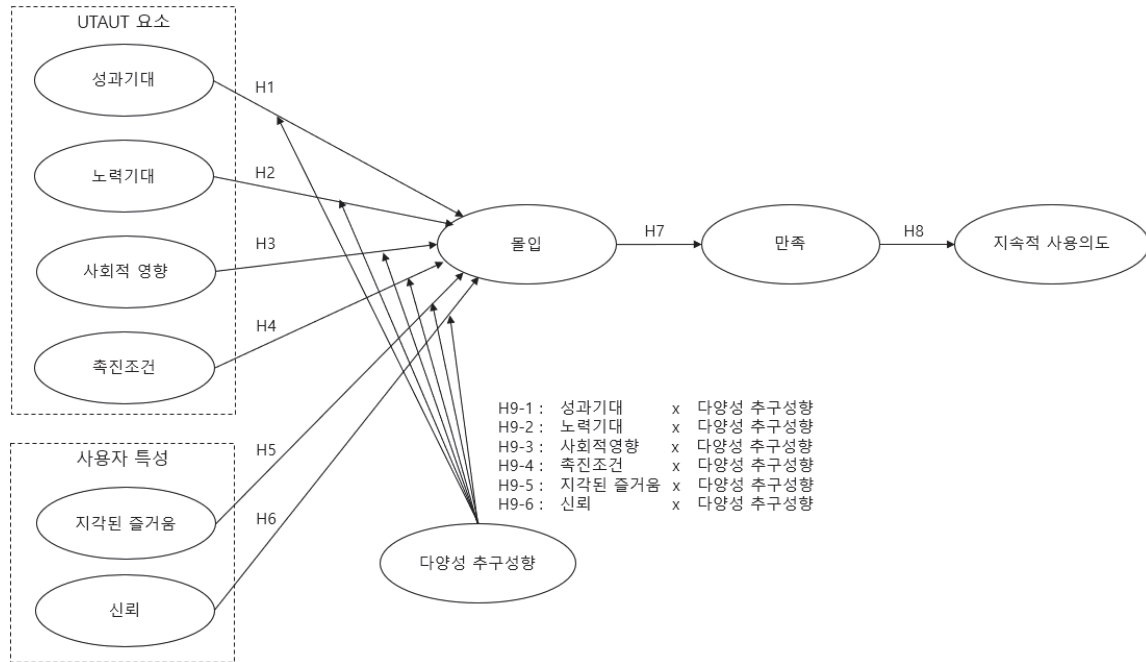 UTAUT 요소
성과기대
노력기대
사회적 영향
촉진조건
사용자 특성
지각된 즐거움
신뢰
H1
H2
H3
H4
H5
H6
몰입
H7
만족
H8
지속적 사용의도
H9-1 : 성과기대 x 다양성 추구성향
H9-2 : 노력기대 x 다양성 추구성향
H9-3 : 사회적영향 x 다양성 추구성향
H9-4 : 촉진조건 x 다양성 추구성향
H9-5 : 지각된 즐거움 x 다양성 추구성향
H9-6 : 신뢰 x 다양성 추구성향
다양성 추구성향